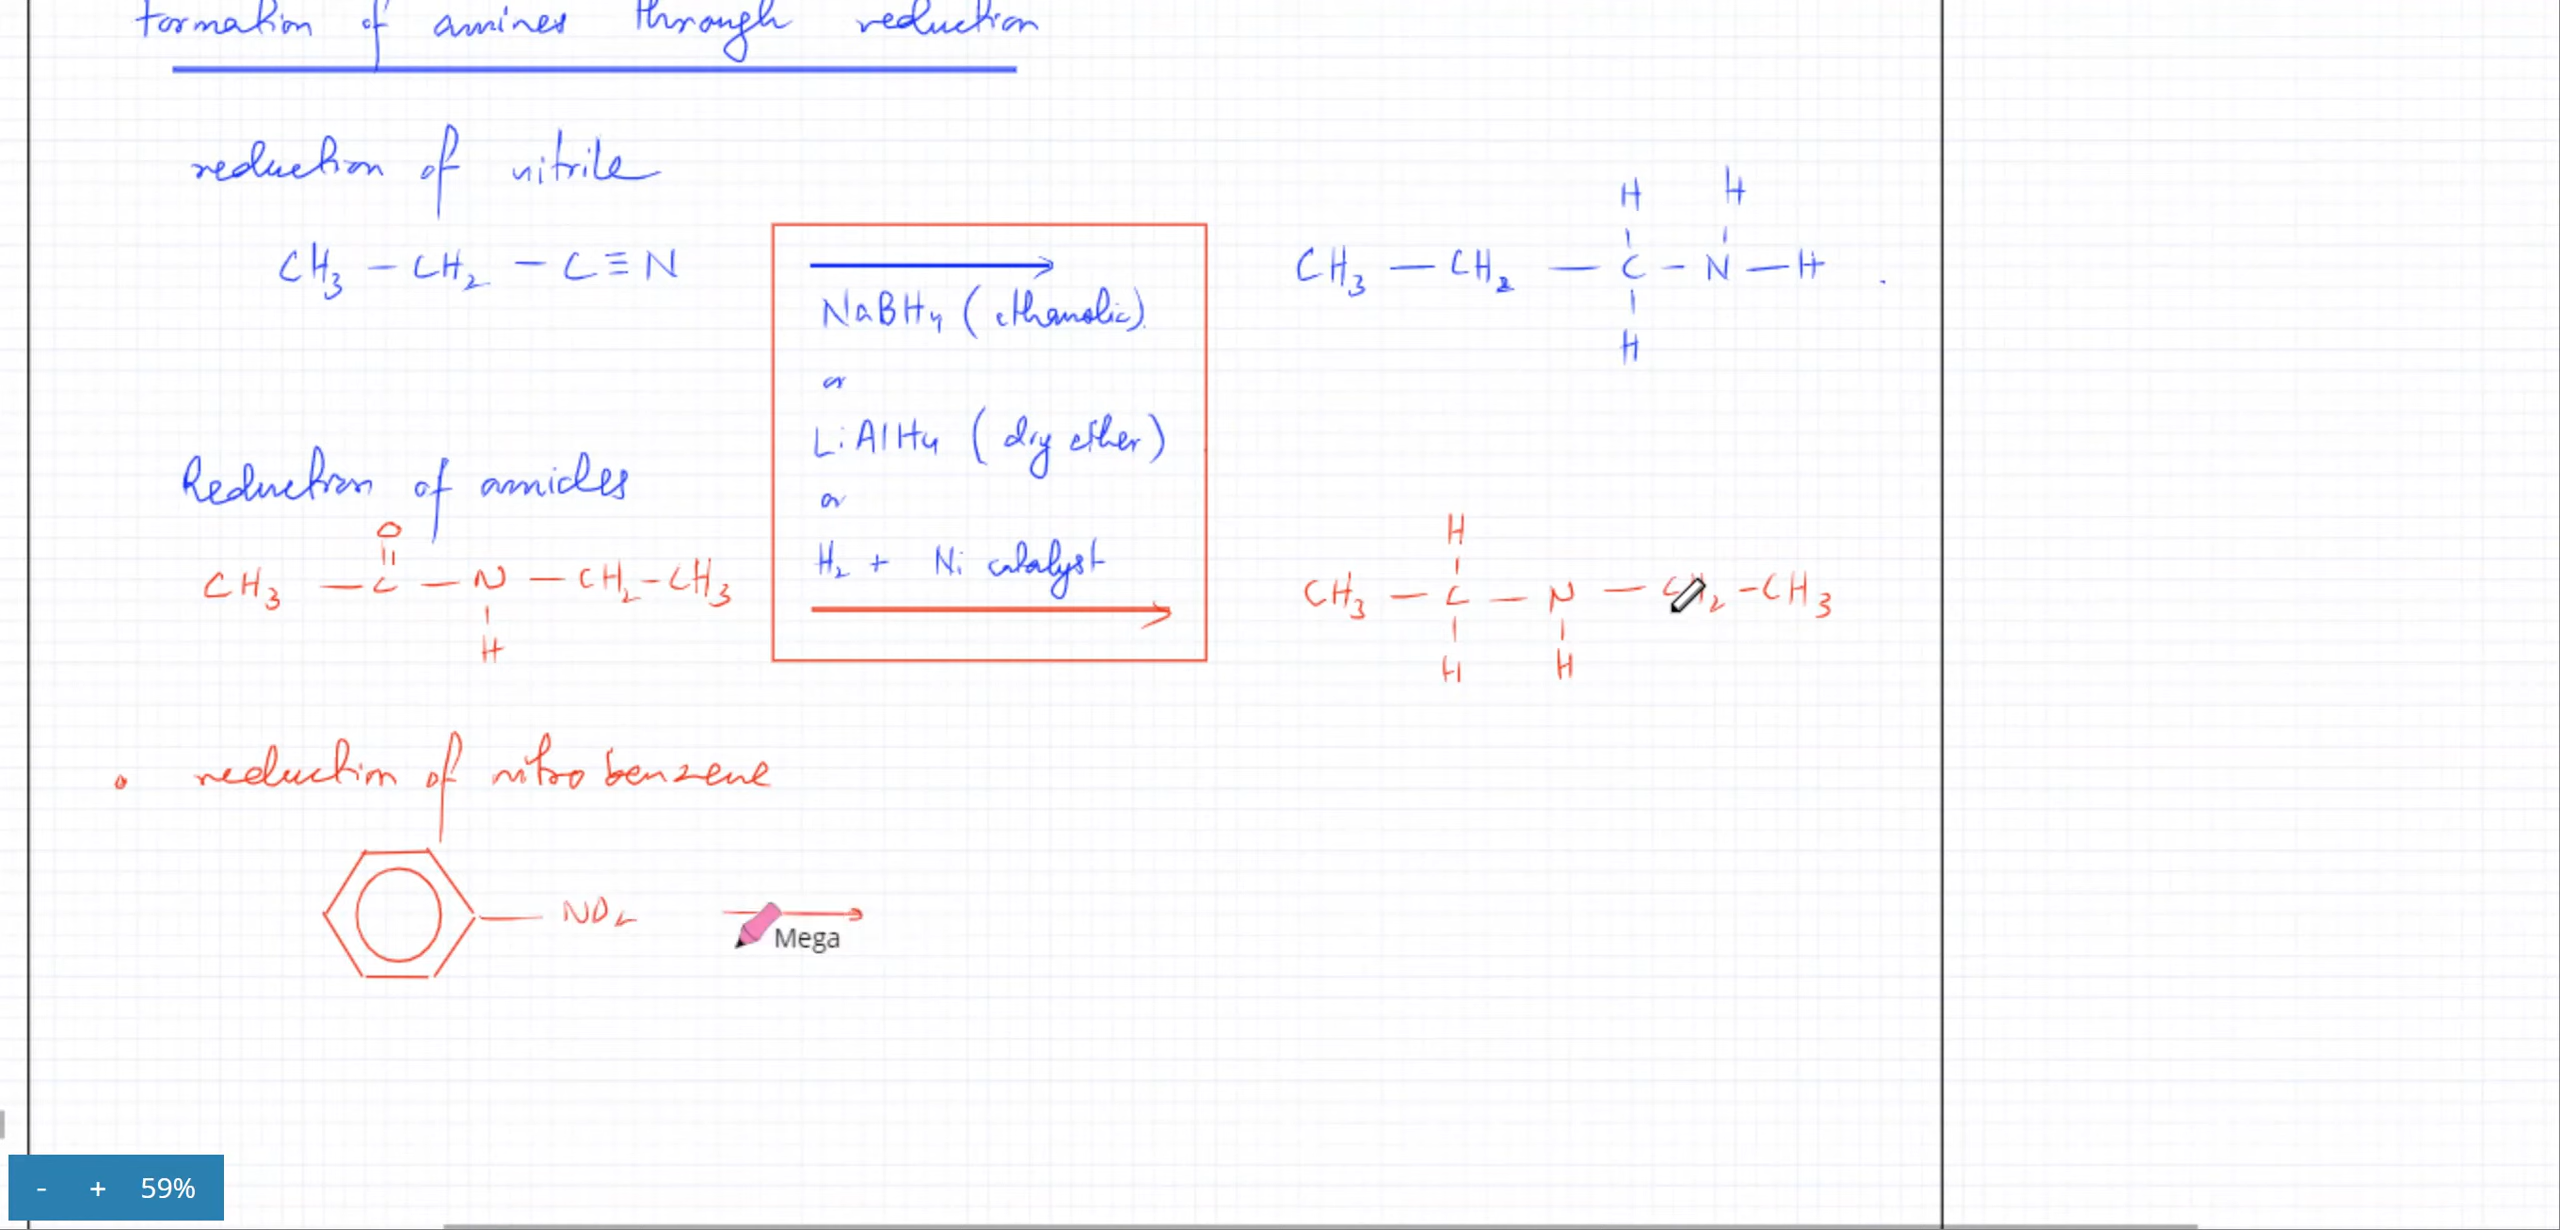 Formation of amines through reduction
reduction of nitrile
H H
CH3 — CH2 — C ≡ N
CH3 — CH2 — C — N — H .
NaBH4 (ethanolic)
H
or
LiAlH4 (dry ether)
Reduction of amides
or
O
H
H2 + Ni catalyst
CH3 — C — N — CH2 — CH3
CH3 — C — N — CH2 — CH3
H
H H
• reduction of nitro benzene
NO2
Mega
- + 59%